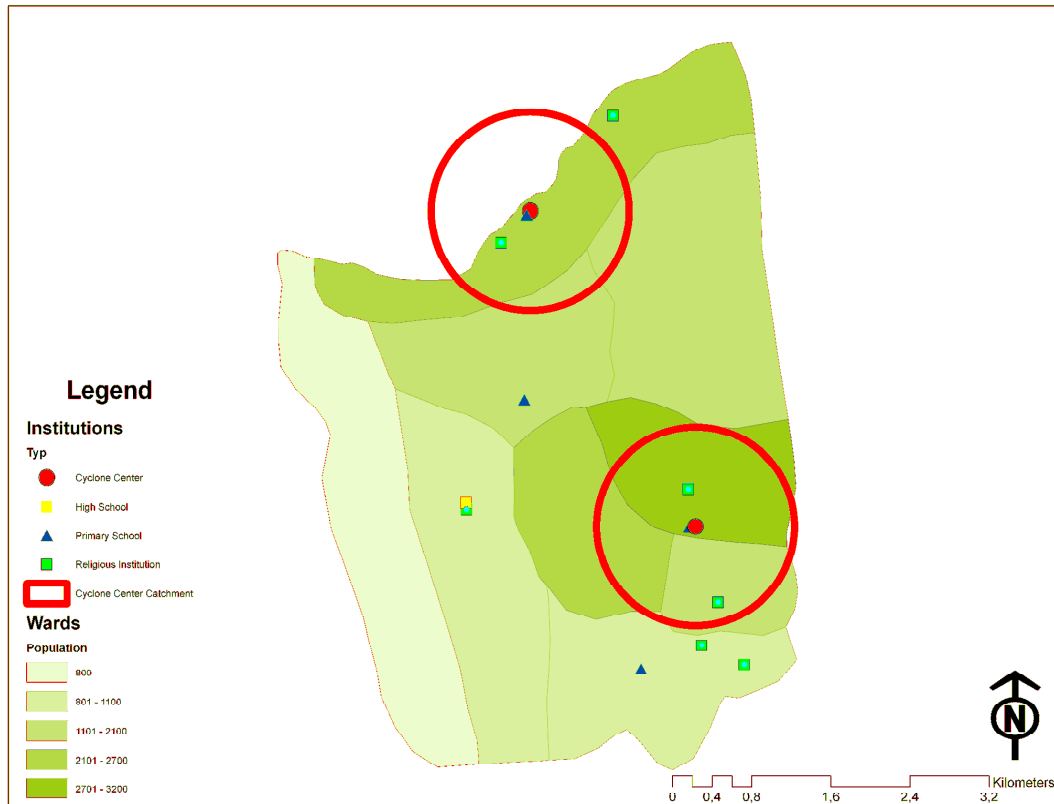 Legend
Institutions
Typ
Cyclone Center
High School
Primary School
Religious Institution
Cyclone Center Catchment
Wards
Population
800
801 - 1100
1101 - 2100
2101 - 2700
2701 - 3200
N
Kilometers
0 0,4 0,8 1,6 2,4 3,2